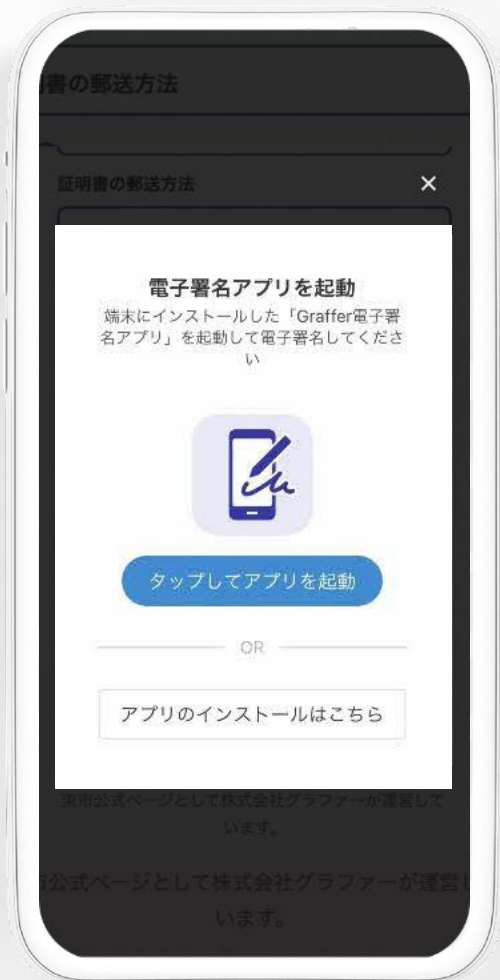 書の郵送方法
証明書の郵送方法
×
電子署名アプリを起動
端末にインストールした「Graffer電子署
名アプリ」を起動して電子署名してくださ
い
タップしてアプリを起動
OR
アプリのインストールはこちら
東市公式ページとして株式会社グラファーが運営して
います。
市公式ページとして株式会社グラファーが運営し
います。